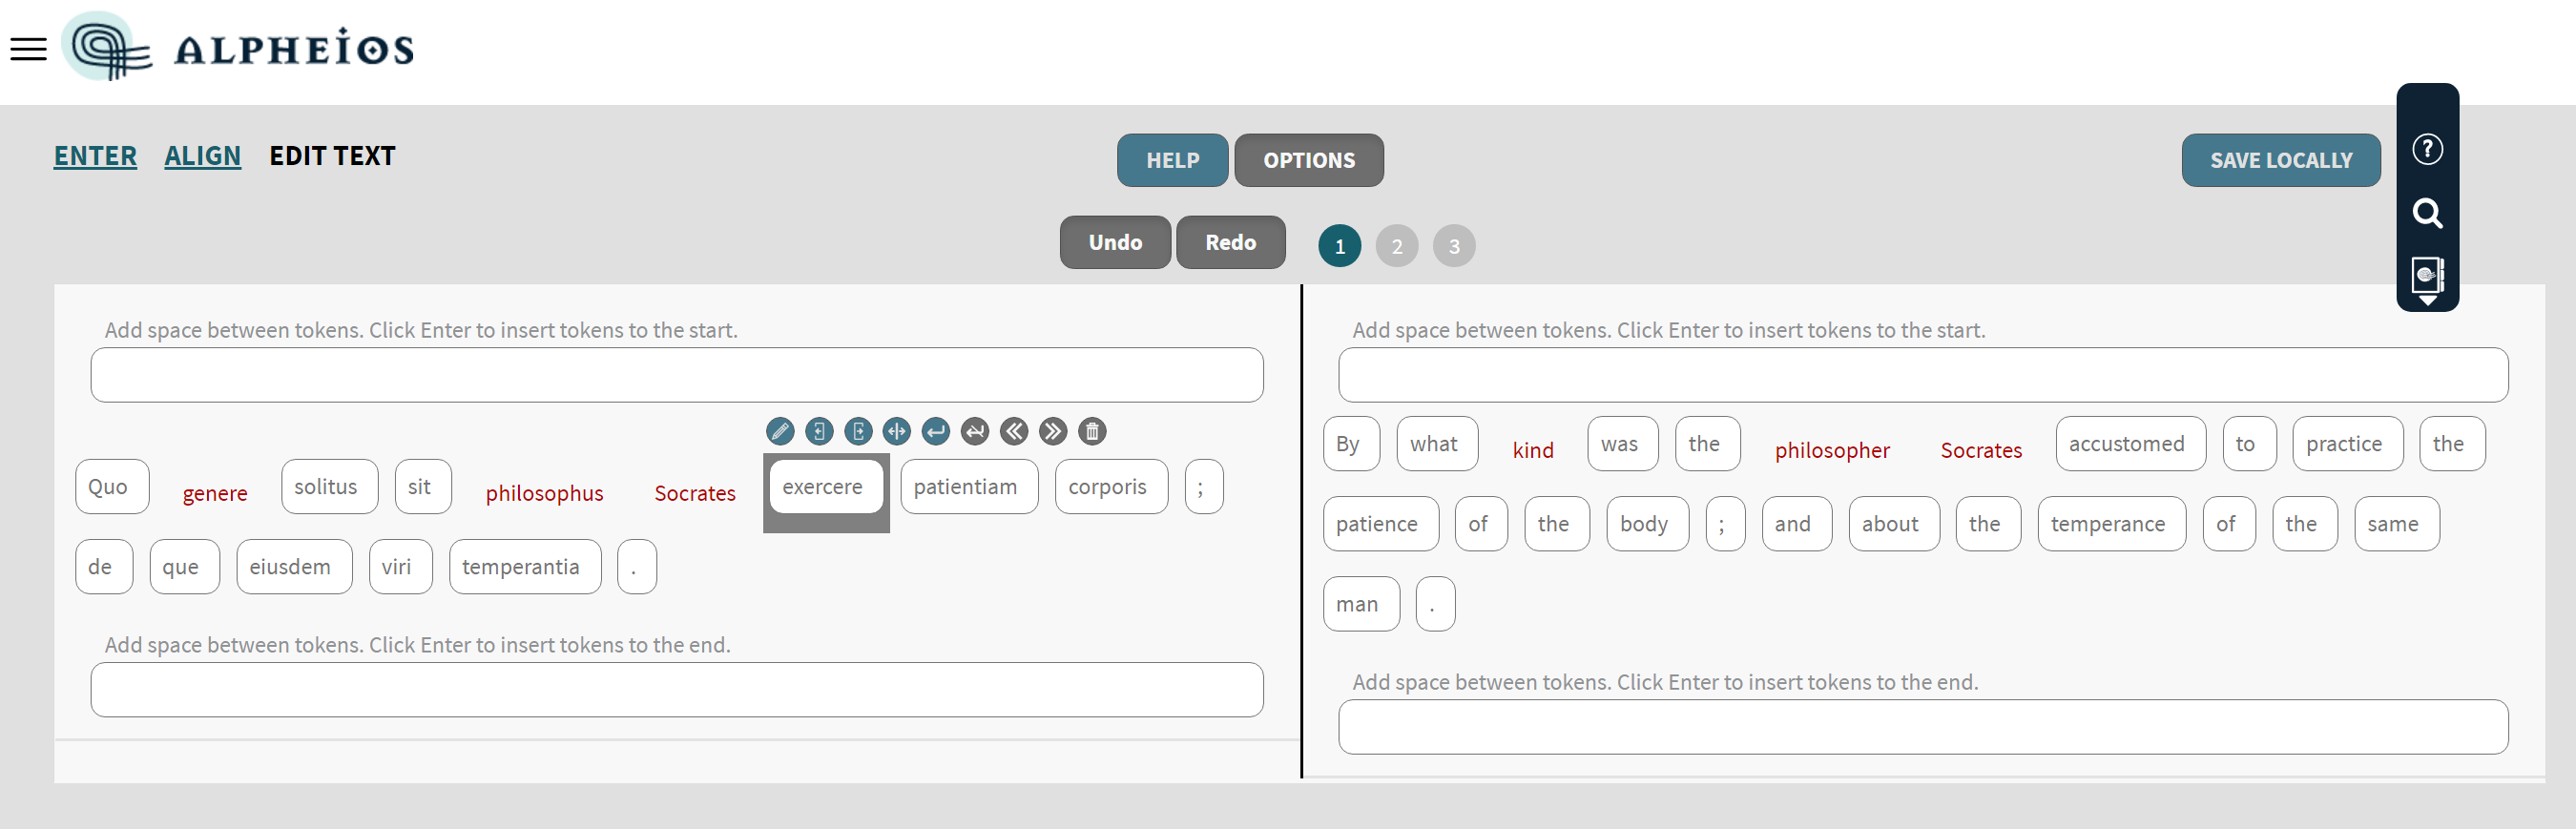 ALPHEIOS
ENTER ALIGN EDIT TEXT HELP OPTIONS SAVE LOCALLY
?
Undo Redo 1 2 3
Add space between tokens. Click Enter to insert tokens to the start.
Quo genere solitus sit philosophus Socrates exercere patientiam corporis ;
de que eiusdem viri temperantia .
Add space between tokens. Click Enter to insert tokens to the end.
Add space between tokens. Click Enter to insert tokens to the start.
By what kind was the philosopher Socrates accustomed to practice the
patience of the body ; and about the temperance of the same
man .
Add space between tokens. Click Enter to insert tokens to the end.